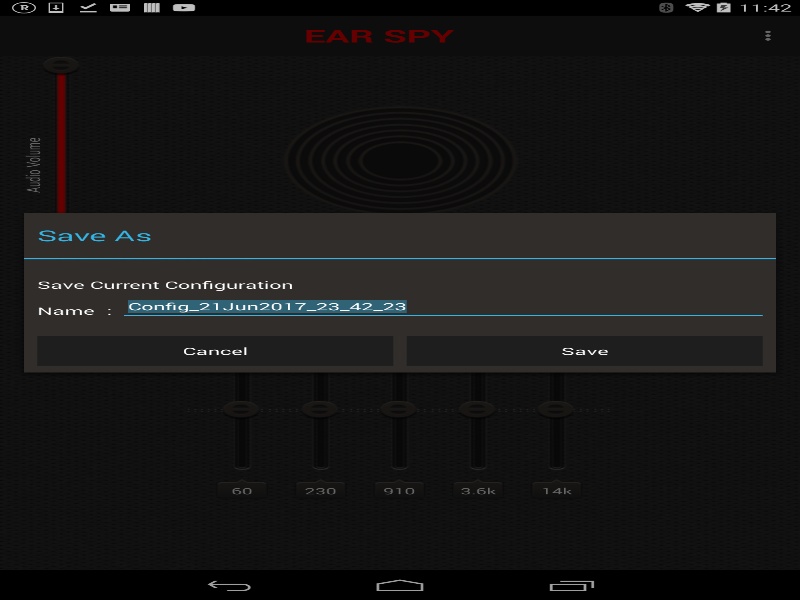 R 11:42
EAR SPY
Audio Volume
Save As
Save Current Configuration
Name : Config_21Jun2017_23_42_23
Cancel Save
60 230 910 3.6k 14k